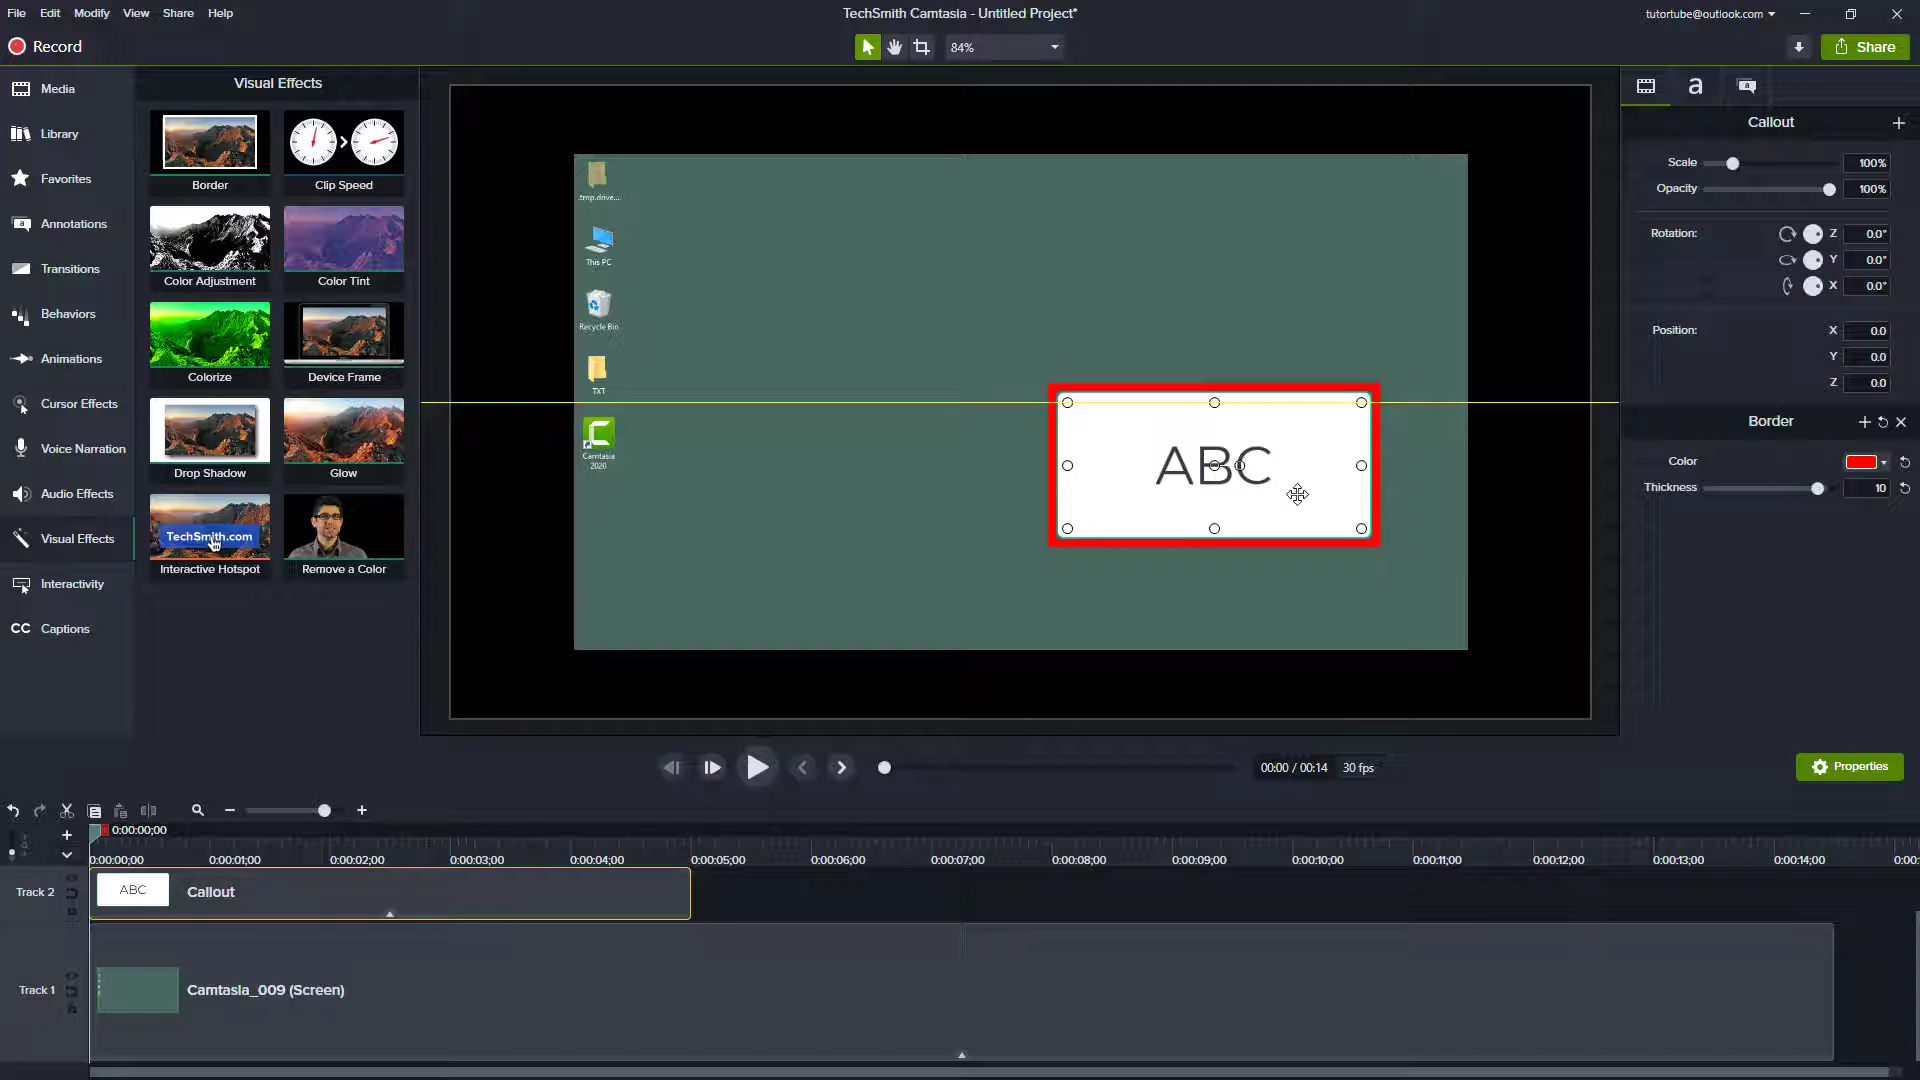 File Edit Modify View Share Help
TechSmith Camtasia - Untitled Project*
tutortube@outlook.com
Record
84%
Share
Media
Library
Favorites
Annotations
Transitions
Behaviors
Animations
Cursor Effects
Voice Narration
Audio Effects
Visual Effects
Interactivity
CC Captions
Visual Effects
Border Clip Speed
Color Adjustment Color Tint
Colorize Device Frame
Drop Shadow Glow
TechSmith.com
Interactive Hotspot Remove a Color
.tmp.drive...
This PC
Recycle Bin
TXT
Camtasia
2020
ABC
a
Callout
Scale 100%
Opacity 100%
Rotation: Z 0.0°
Y 0.0°
X 0.0°
Position: X 0.0
Y 0.0
Z 0.0
Border
Color
Thickness 10
00:00 / 00:14 30 fps
Properties
0:00:00;00
0:00:00;00 0:00:01;00 0:00:02;00 0:00:03;00 0:00:04;00 0:00:05;00 0:00:06;00 0:00:07;00 0:00:08;00 0:00:09;00 0:00:10;00 0:00:11;00 0:00:12;00 0:00:13;00 0:00:14;00 0:00:
Track 2
ABC
Callout
Track 1
Camtasia_009 (Screen)